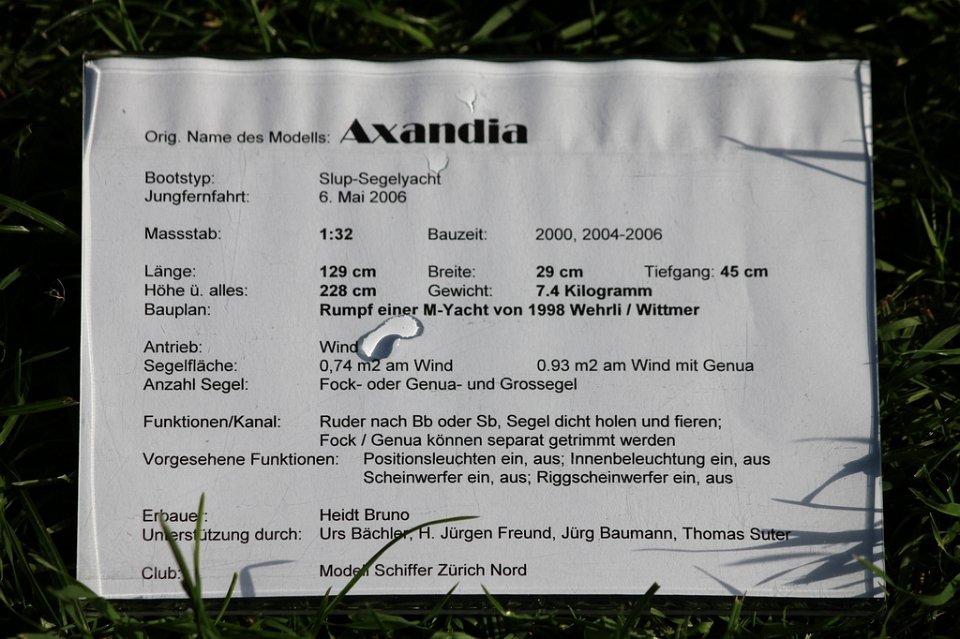 Orig. Name des Modells: Axandia
Bootstyp: Slup-Segelyacht
Jungfernfahrt: 6. Mai 2006
Massstab: 1:32 Bauzeit: 2000, 2004-2006
Länge: 129 cm Breite: 29 cm Tiefgang: 45 cm
Höhe ü. alles: 228 cm Gewicht: 7.4 Kilogramm
Bauplan: Rumpf einer M-Yacht von 1998 Wehrli / Wittmer
Antrieb: Wind
Segelfläche: 0,74 m2 am Wind 0.93 m2 am Wind mit Genua
Anzahl Segel: Fock- oder Genua- und Grossegel
Funktionen/Kanal: Ruder nach Bb oder Sb, Segel dicht holen und fieren;
Fock / Genua können separat getrimmt werden
Vorgesehene Funktionen: Positionsleuchten ein, aus; Innenbeleuchtung ein, aus
Scheinwerfer ein, aus; Riggscheinwerfer ein, aus
Erbauer: Heidt Bruno
Unterstützung durch: Urs Bächler, H. Jürgen Freund, Jürg Baumann, Thomas Suter
Club: Modell Schiffer Zürich Nord